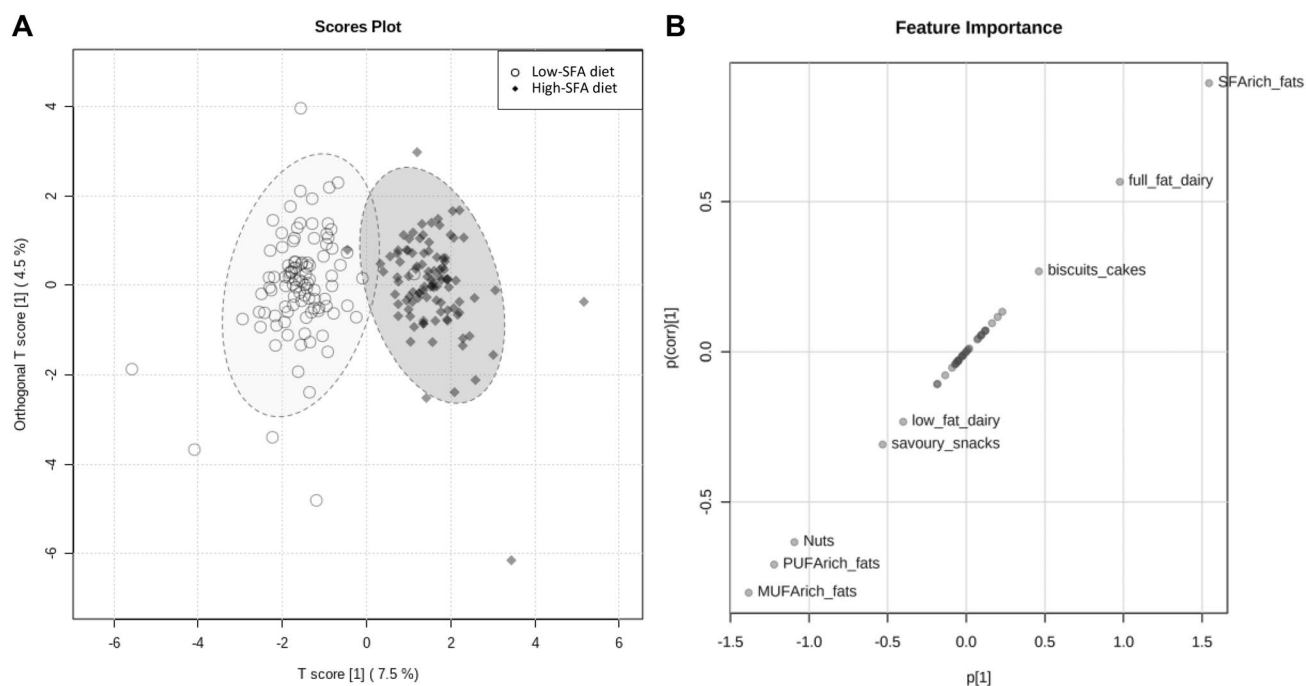 A
Scores Plot
Low-SFA diet
High-SFA diet
4
2
0
-2
-4
-6
Orthogonal T score [1] ( 4.5 %)
-6
-4
-2
0
2
4
6
T score [1] ( 7.5 %)
B
Feature Importance
SFArich_fats
full_fat_dairy
biscuits_cakes
low_fat_dairy
savoury_snacks
Nuts
PUFArich_fats
MUFArich_fats
0.5
0.0
-0.5
p(corr)[1]
-1.5
-1.0
-0.5
0.0
0.5
1.0
1.5
p[1]